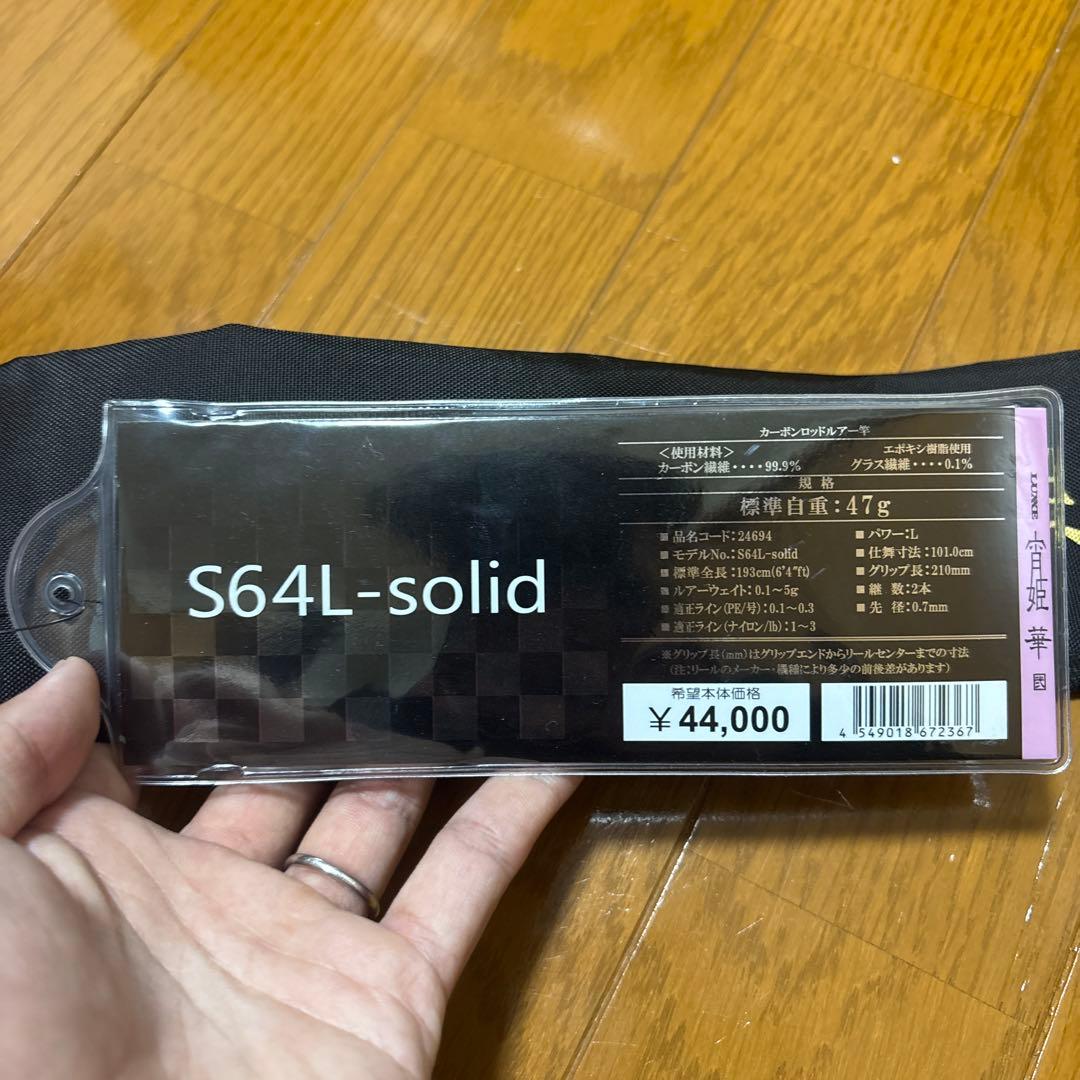 S64L-solid
カーボンロッドルアー竿
＜使用材料＞ エポキシ樹脂使用
カーボン繊維‥‥99.9% グラス繊維‥‥0.1%
規格
標準自重：47g
■品名コード：24694 ■パワー：L
■モデルNo.：S64L-solid ■仕舞寸法：101.0cm
■標準全長：193cm(6'4"ft) ■グリップ長：210mm
■ルアーウェイト：0.1～5g ■継数：2本
■適正ライン(PE/号)：0.1～0.3 ■先径：0.7mm
■適正ライン(ナイロン/lb)：1～3
※グリップ長(mm)はグリップエンドからリールセンターまでの寸法
(注：リールのメーカー・機種により多少の前後差があります)
希望本体価格
¥ 44,000
4 549018 672367
LUXXE 宵姫 華